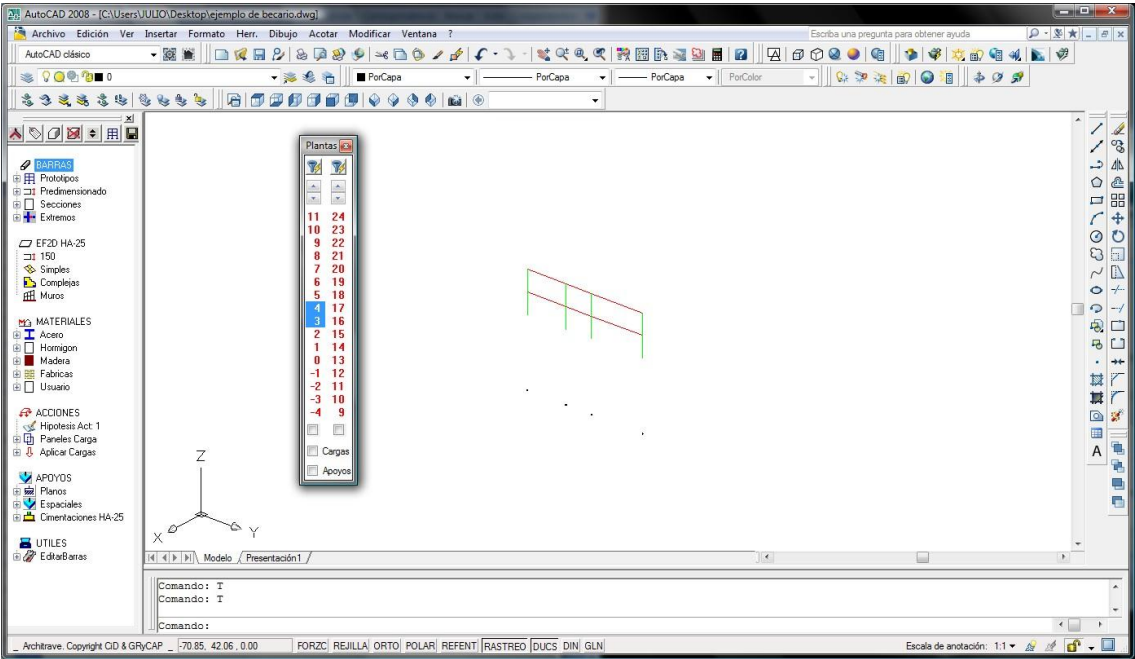 AutoCAD 2008 - [C:\Users\JULIO\Desktop\ejemplo de becario.dwg]
Archivo Edición Ver Insertar Formato Herr. Dibujo Acotar Modificar Ventana ?
Escriba una pregunta para obtener ayuda
AutoCAD clásico
0
PorCapa
PorCapa
PorCapa
PorColor
BARRAS
Prototipos
Predimensionado
Secciones
Extremos
EF2D HA-25
150
Simples
Complejas
Muros
MATERIALES
Acero
Hormigon
Madera
Fabricas
Usuario
ACCIONES
Hipotesis Act: 1
Paneles Carga
Aplicar Cargas
APOYOS
Planos
Espaciales
Cimentaciones HA-25
UTILES
EditarBarras
Plantas
11 24
10 23
9 22
8 21
7 20
6 19
5 18
4 17
3 16
2 15
1 14
0 13
-1 12
-2 11
-3 10
-4 9
Cargas
Apoyos
Z
X
Y
A
Modelo
Presentación1
Comando: T
Comando: T
Comando:
_ Architrave. Copyright CiD & GRyCAP _
-70.85, 42.06 , 0.00
FORZC REJILLA ORTO POLAR REFENT RASTREO DUCS DIN GLN
Escala de anotación: 1:1